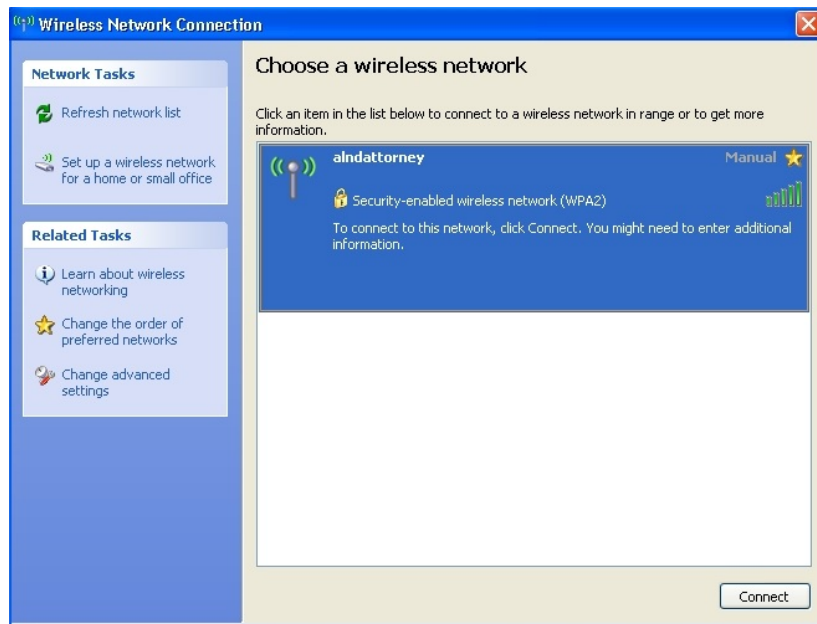 Wireless Network Connection
Network Tasks
Refresh network list
Set up a wireless network
for a home or small office
Related Tasks
Learn about wireless
networking
Change the order of
preferred networks
Change advanced
settings
Choose a wireless network
Click an item in the list below to connect to a wireless network in range or to get more
information.
alndattorney Manual
Security-enabled wireless network (WPA2)
To connect to this network, click Connect. You might need to enter additional
information.
Connect